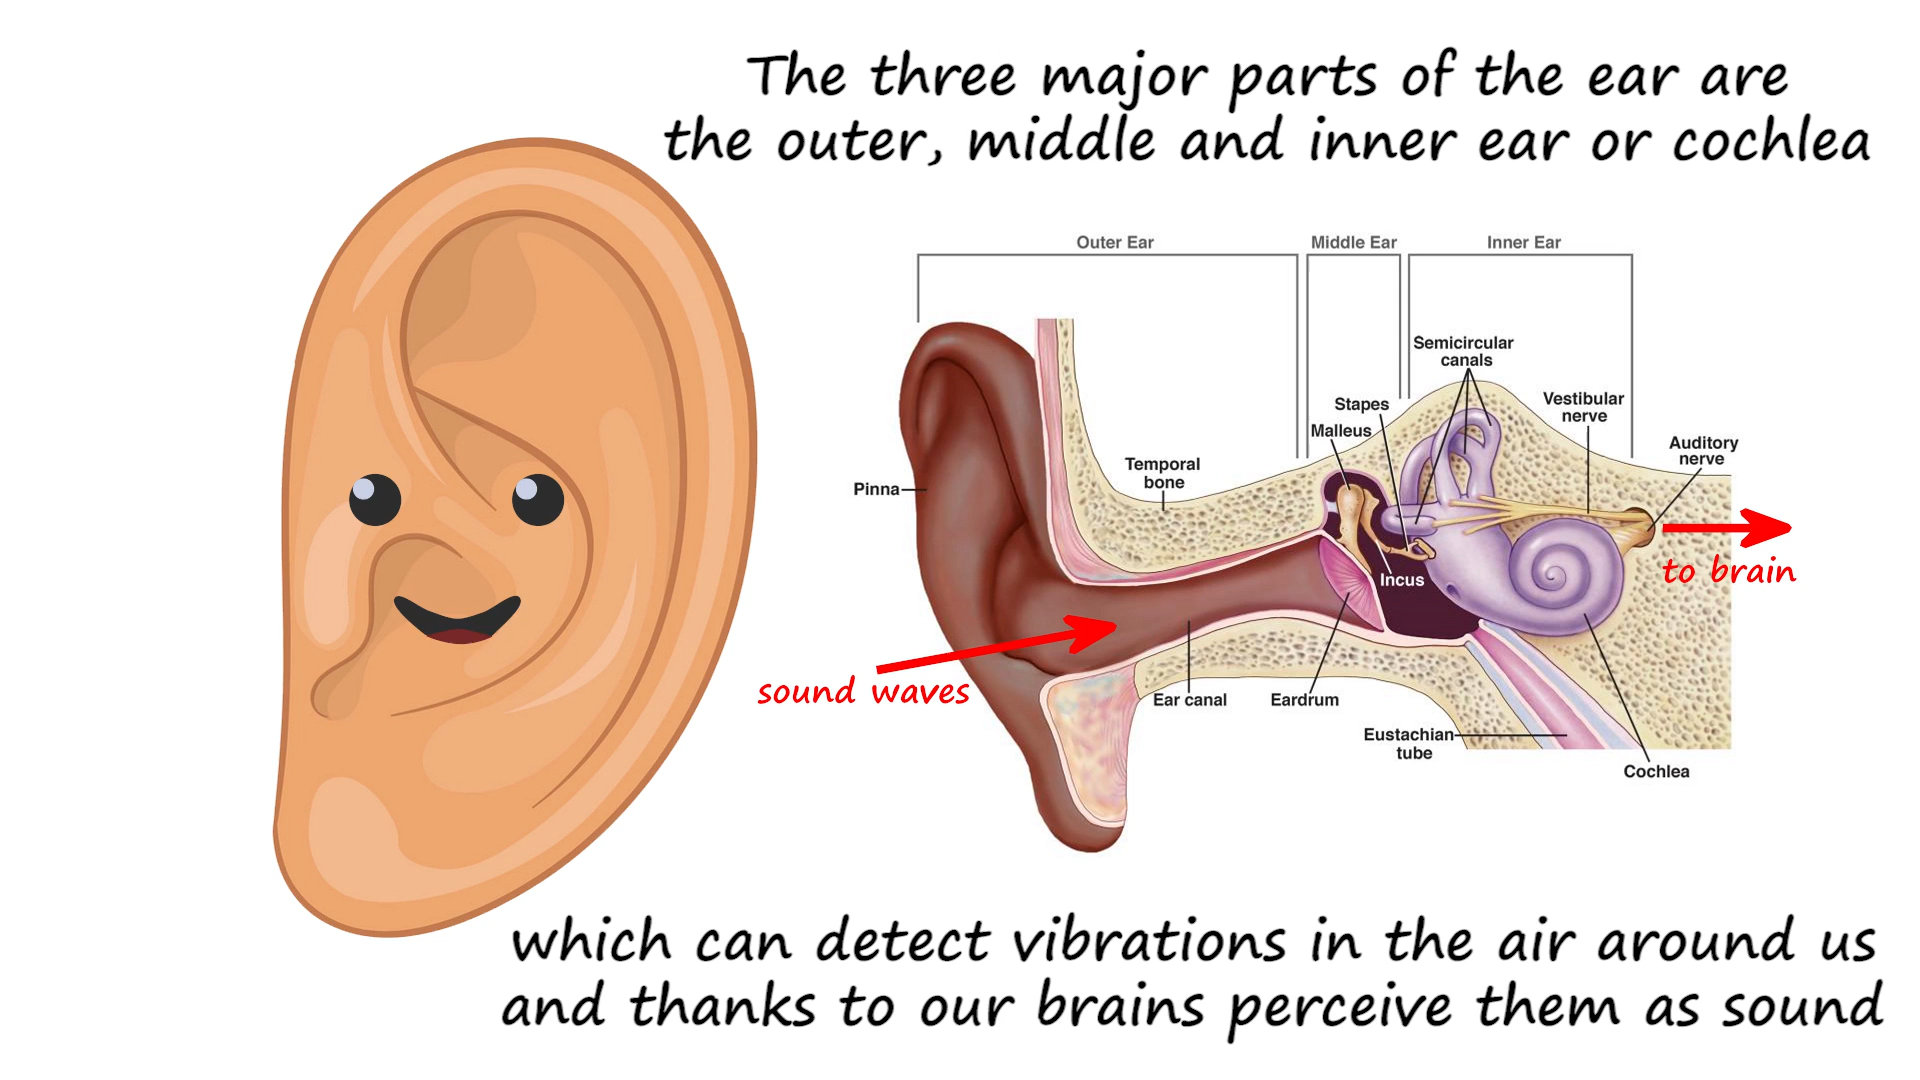 The three major parts of the ear are
the outer, middle and inner ear or cochlea
Outer Ear
Middle Ear
Inner Ear
Semicircular
canals
Stapes
Malleus
Vestibular
nerve
Auditory
nerve
Temporal
bone
Pinna
Incus
to brain
sound waves
Ear canal
Eardrum
Eustachian
tube
Cochlea
which can detect vibrations in the air around us
and thanks to our brains perceive them as sound